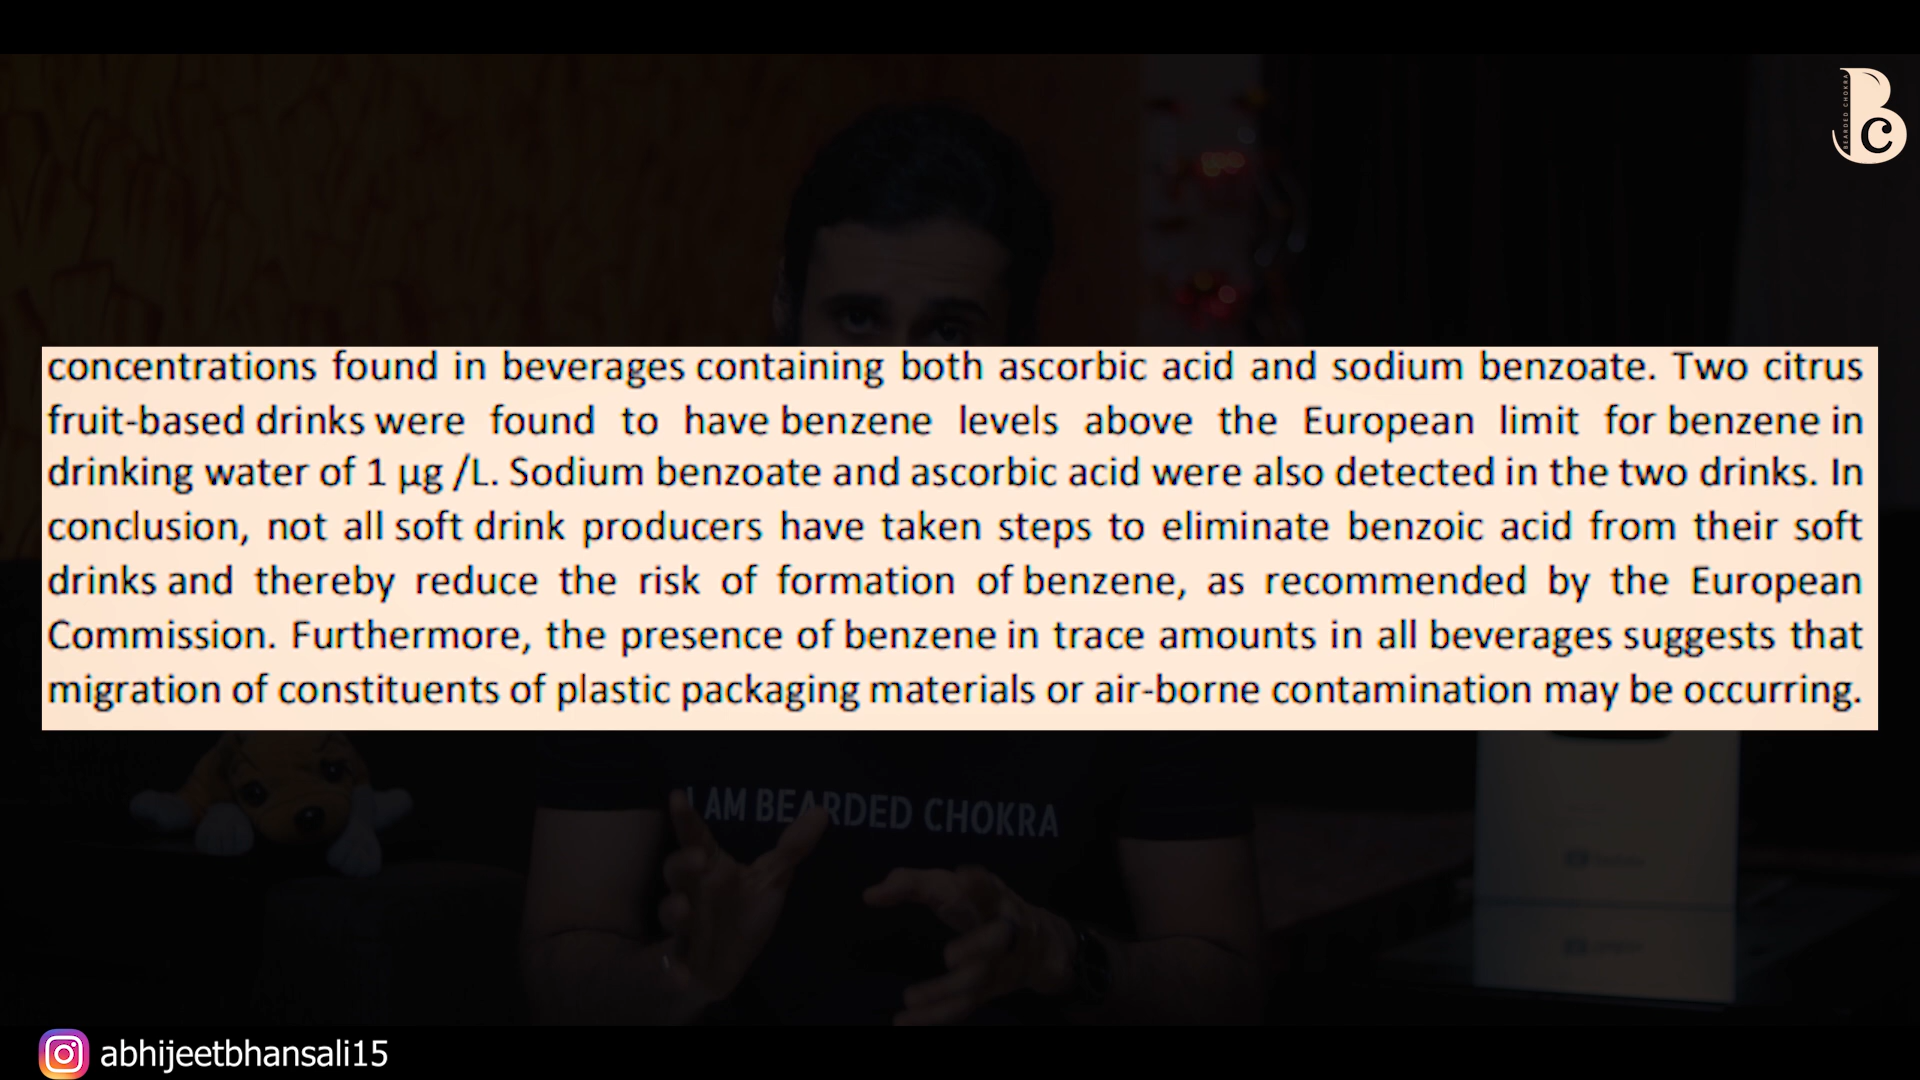 BEARDED CHOKRA
BC
concentrations found in beverages containing both ascorbic acid and sodium benzoate. Two citrus
fruit-based drinks were found to have benzene levels above the European limit for benzene in
drinking water of 1 µg /L. Sodium benzoate and ascorbic acid were also detected in the two drinks. In
conclusion, not all soft drink producers have taken steps to eliminate benzoic acid from their soft
drinks and thereby reduce the risk of formation of benzene, as recommended by the European
Commission. Furthermore, the presence of benzene in trace amounts in all beverages suggests that
migration of constituents of plastic packaging materials or air-borne contamination may be occurring.
I AM BEARDED CHOKRA
abhijeetbhansali15